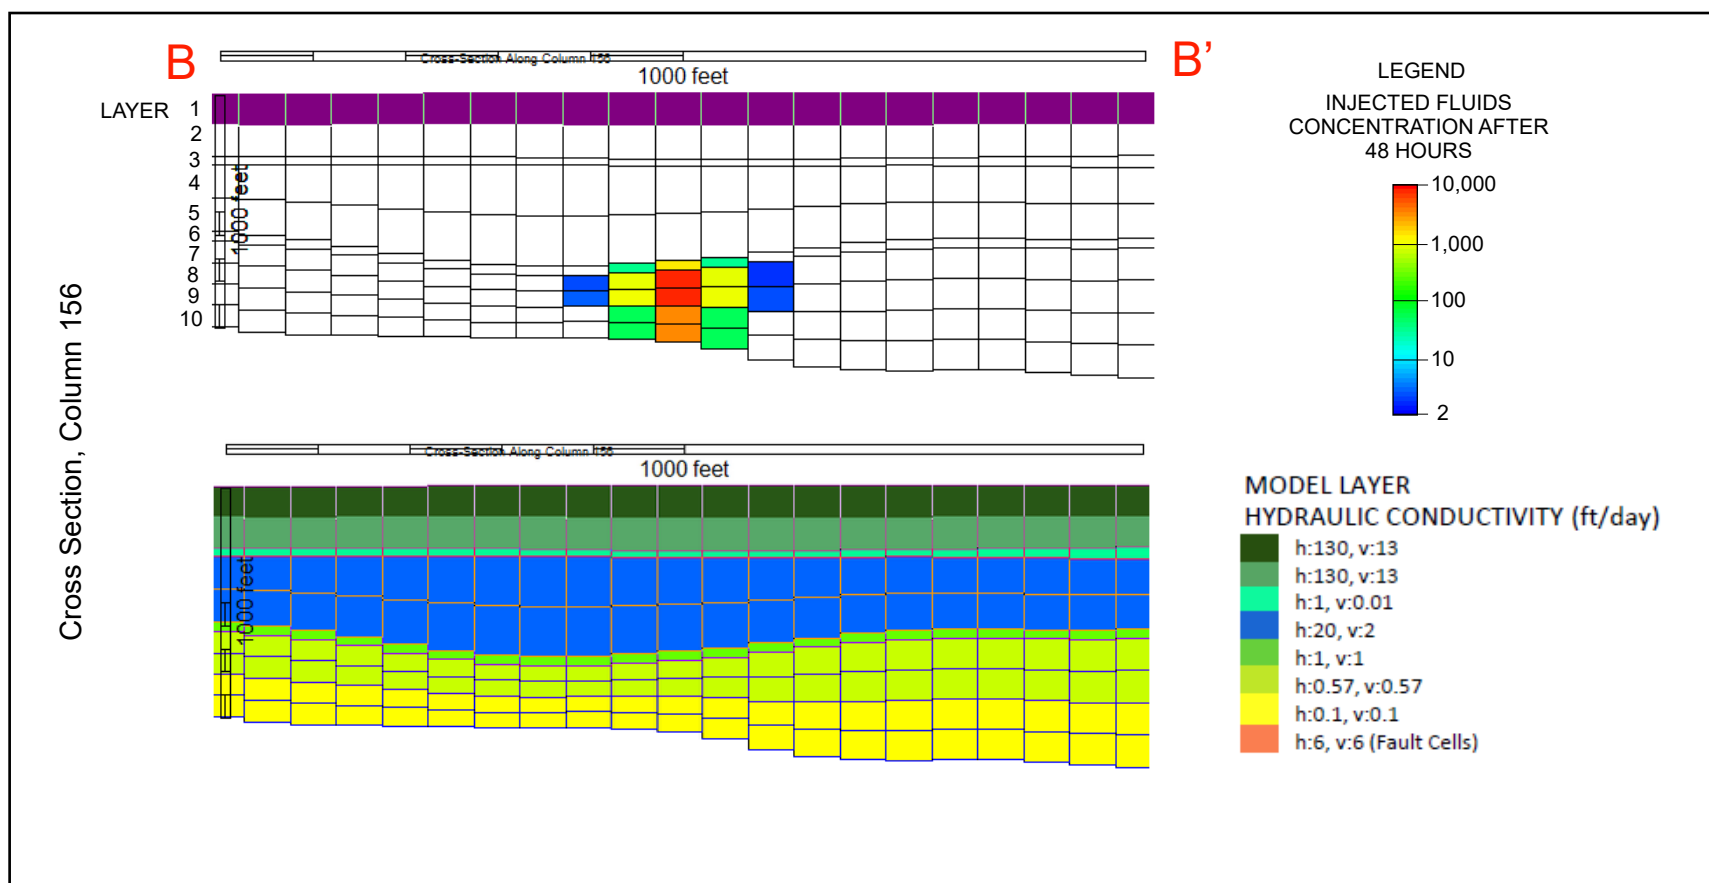 B
Cross-Section Along Column 156
1000 feet
B’
LAYER 1
2
3
4
5
6
7
8
9
10
1000 feet
LEGEND
INJECTED FLUIDS
CONCENTRATION AFTER
48 HOURS
10,000
1,000
100
10
2
Cross Section, Column 156
Cross-Section Along Column 156
1000 feet
1000 feet
MODEL LAYER
HYDRAULIC CONDUCTIVITY (ft/day)
h:130, v:13
h:130, v:13
h:1, v:0.01
h:20, v:2
h:1, v:1
h:0.57, v:0.57
h:0.1, v:0.1
h:6, v:6 (Fault Cells)